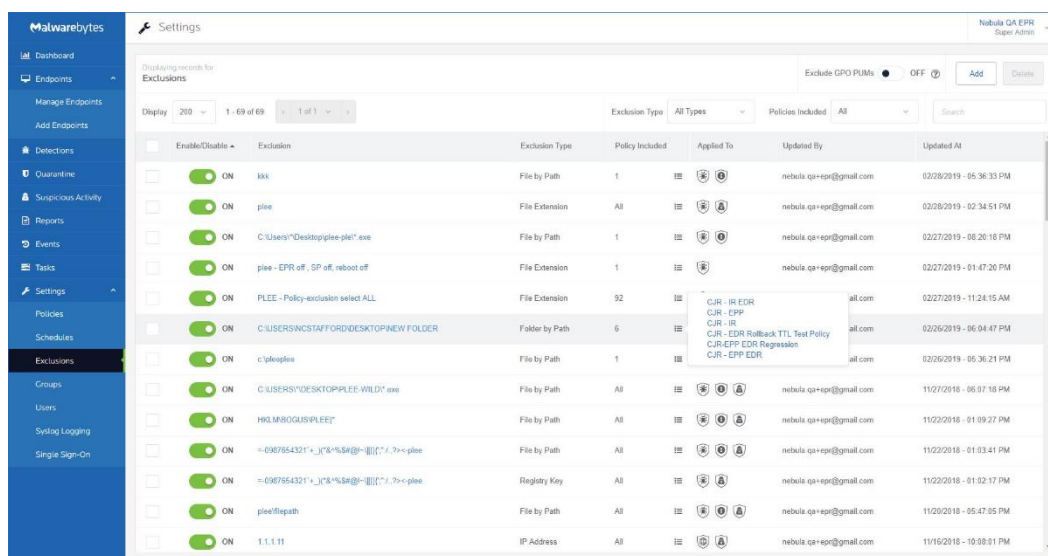 Malwarebytes
Settings
Nebula QA EPR
Super Admin
Dashboard
Endpoints
Manage Endpoints
Add Endpoints
Detections
Quarantine
Suspicious Activity
Reports
Events
Tasks
Settings
Policies
Schedules
Exclusions
Groups
Users
Syslog Logging
Single Sign-On
Displaying records for
Exclusions
Exclude GPO PUMs OFF Add Delete
Display 200 1 - 69 of 69 1 of 1 Exclusion Type All Types Policies Included All Search
Enable/Disable Exclusion Exclusion Type Policy Included Applied To Updated By Updated At
ON kkk File by Path 1 nebula.qa+epr@gmail.com 02/28/2019 - 05:36:33 PM
ON plee File Extension All nebula.qa+epr@gmail.com 02/28/2019 - 02:34:51 PM
ON C:\Users\*\Desktop\plee-ple\*.exe File by Path 1 nebula.qa+epr@gmail.com 02/27/2019 - 08:20:18 PM
ON plee - EPR off , SP off, reboot off File Extension 1 nebula.qa+epr@gmail.com 02/27/2019 - 01:47:20 PM
ON PLEE - Policy-exclusion select ALL File Extension 92 ail.com 02/27/2019 - 11:24:15 AM
ON C:\USERS\NCSTAFFORD\DESKTOP\NEW FOLDER Folder by Path 6 ail.com 02/26/2019 - 06:04:47 PM
CJR - IR EDR
CJR - EPP
CJR - IR
CJR - EDR Rollback TTL Test Policy
CJR-EPP EDR Regression
CJR - EPP EDR
ON c:\pleeplee File by Path 1 ail.com 02/26/2019 - 05:36:21 PM
ON C:\USERS\*\DESKTOP\PLEE-WILD\*.exe File by Path All nebula.qa+epr@gmail.com 11/27/2018 - 06:07:18 PM
ON HKLM\BOGUS\PLEE|* File by Path All nebula.qa+epr@gmail.com 11/22/2018 - 01:09:27 PM
ON File by Path All nebula.qa+epr@gmail.com 11/22/2018 - 01:03:41 PM
ON Registry Key All nebula.qa+epr@gmail.com 11/22/2018 - 01:02:17 PM
ON plee\filepath File by Path All nebula.qa+epr@gmail.com 11/20/2018 - 05:47:05 PM
ON 1.1.1.11 IP Address All nebula.qa+epr@gmail.com 11/16/2018 - 10:08:01 PM